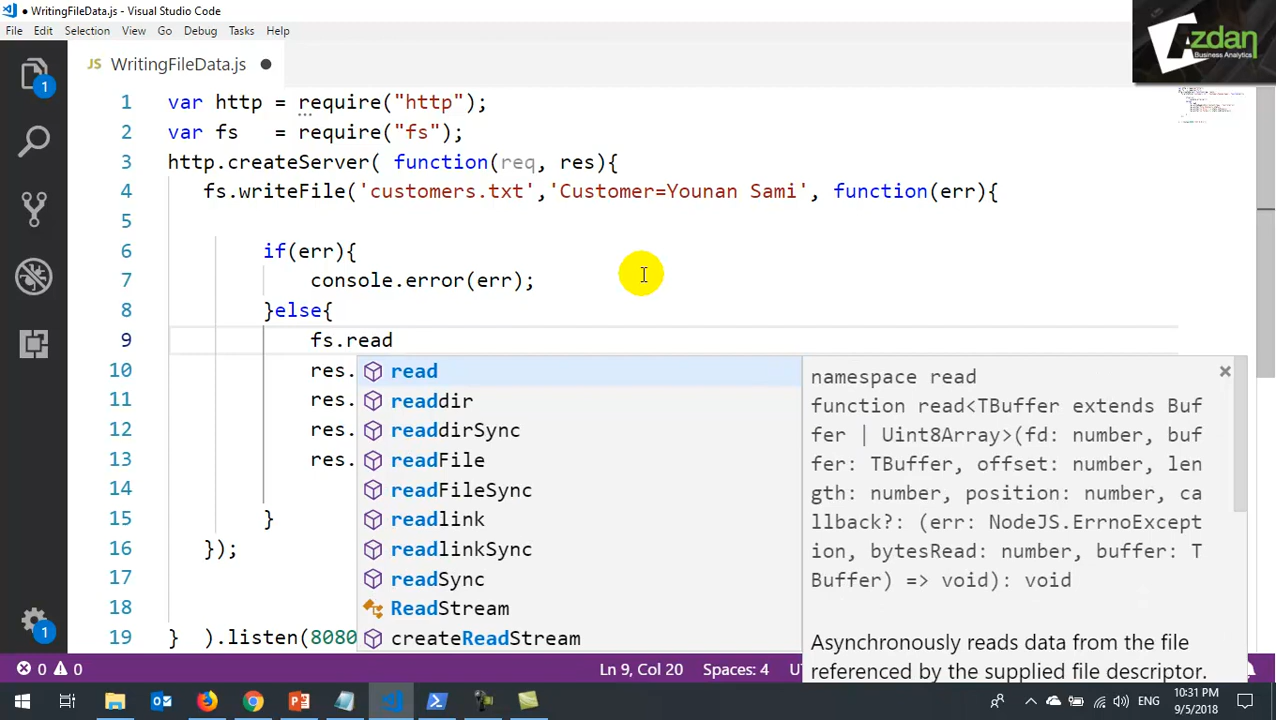 ● WritingFileData.js - Visual Studio Code
File Edit Selection View Go Debug Tasks Help
Azdan
Business Analytics
JS WritingFileData.js ●
1 var http = require("http");
2 var fs = require("fs");
3 http.createServer( function(req, res){
4 fs.writeFile('customers.txt','Customer=Younan Sami', function(err){
5
6 if(err){
7 console.error(err);
8 }else{
9 fs.read
10 res.
11 res.
12 res.
13 res.
14
15 }
16 });
17
18
19 } ).listen(8080
read
readdir
readdirSync
readFile
readFileSync
readlink
readlinkSync
readSync
ReadStream
createReadStream
namespace read
function read<TBuffer extends Buf
fer | Uint8Array>(fd: number, buf
fer: TBuffer, offset: number, len
gth: number, position: number, ca
llback?: (err: NodeJS.ErrnoExcept
ion, bytesRead: number, buffer: T
Buffer) => void): void
Asynchronously reads data from the file
referenced by the supplied file descriptor.
1
1
0 0 Ln 9, Col 20 Spaces: 4
ENG 10:31 PM
9/5/2018